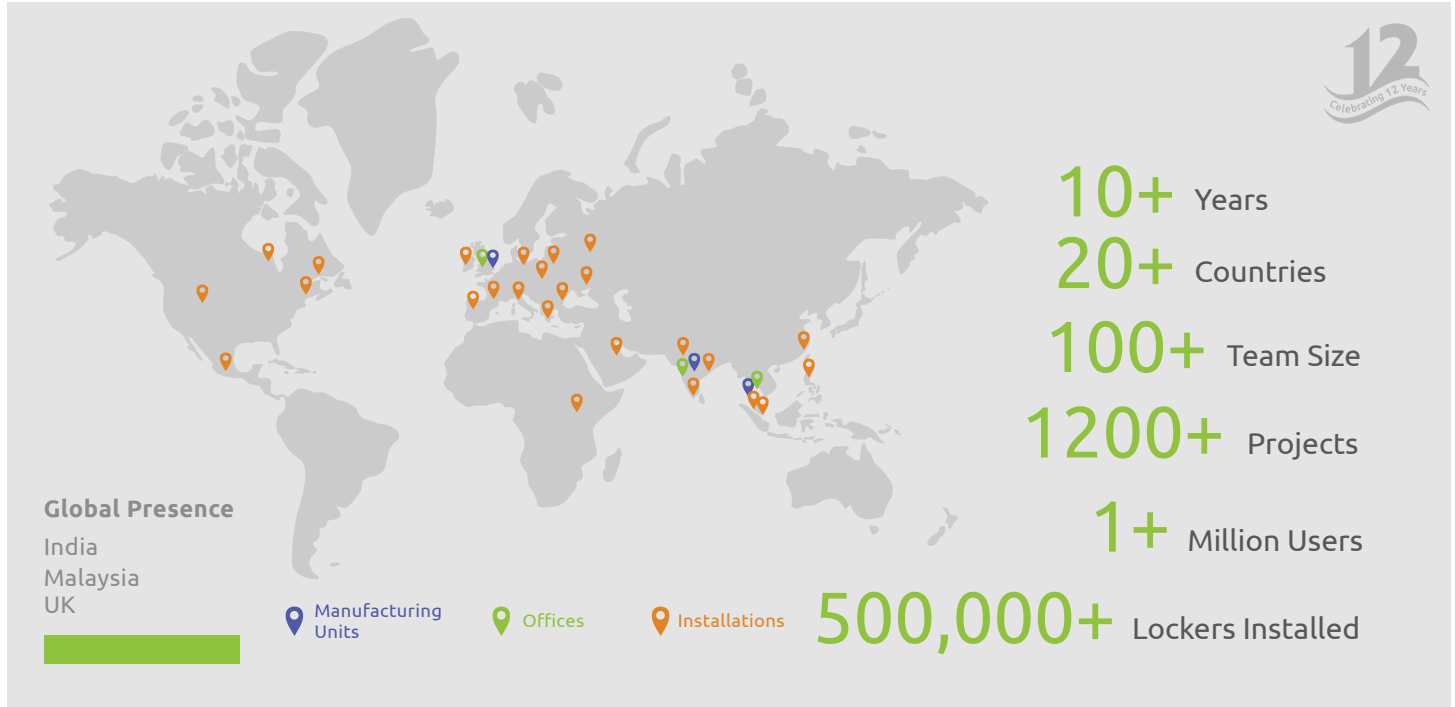 12
Celebrating 12 Years
10+ Years
20+ Countries
100+ Team Size
1200+ Projects
1+ Million Users
500,000+ Lockers Installed
Global Presence
India
Malaysia
UK
Manufacturing
Units
Offices
Installations